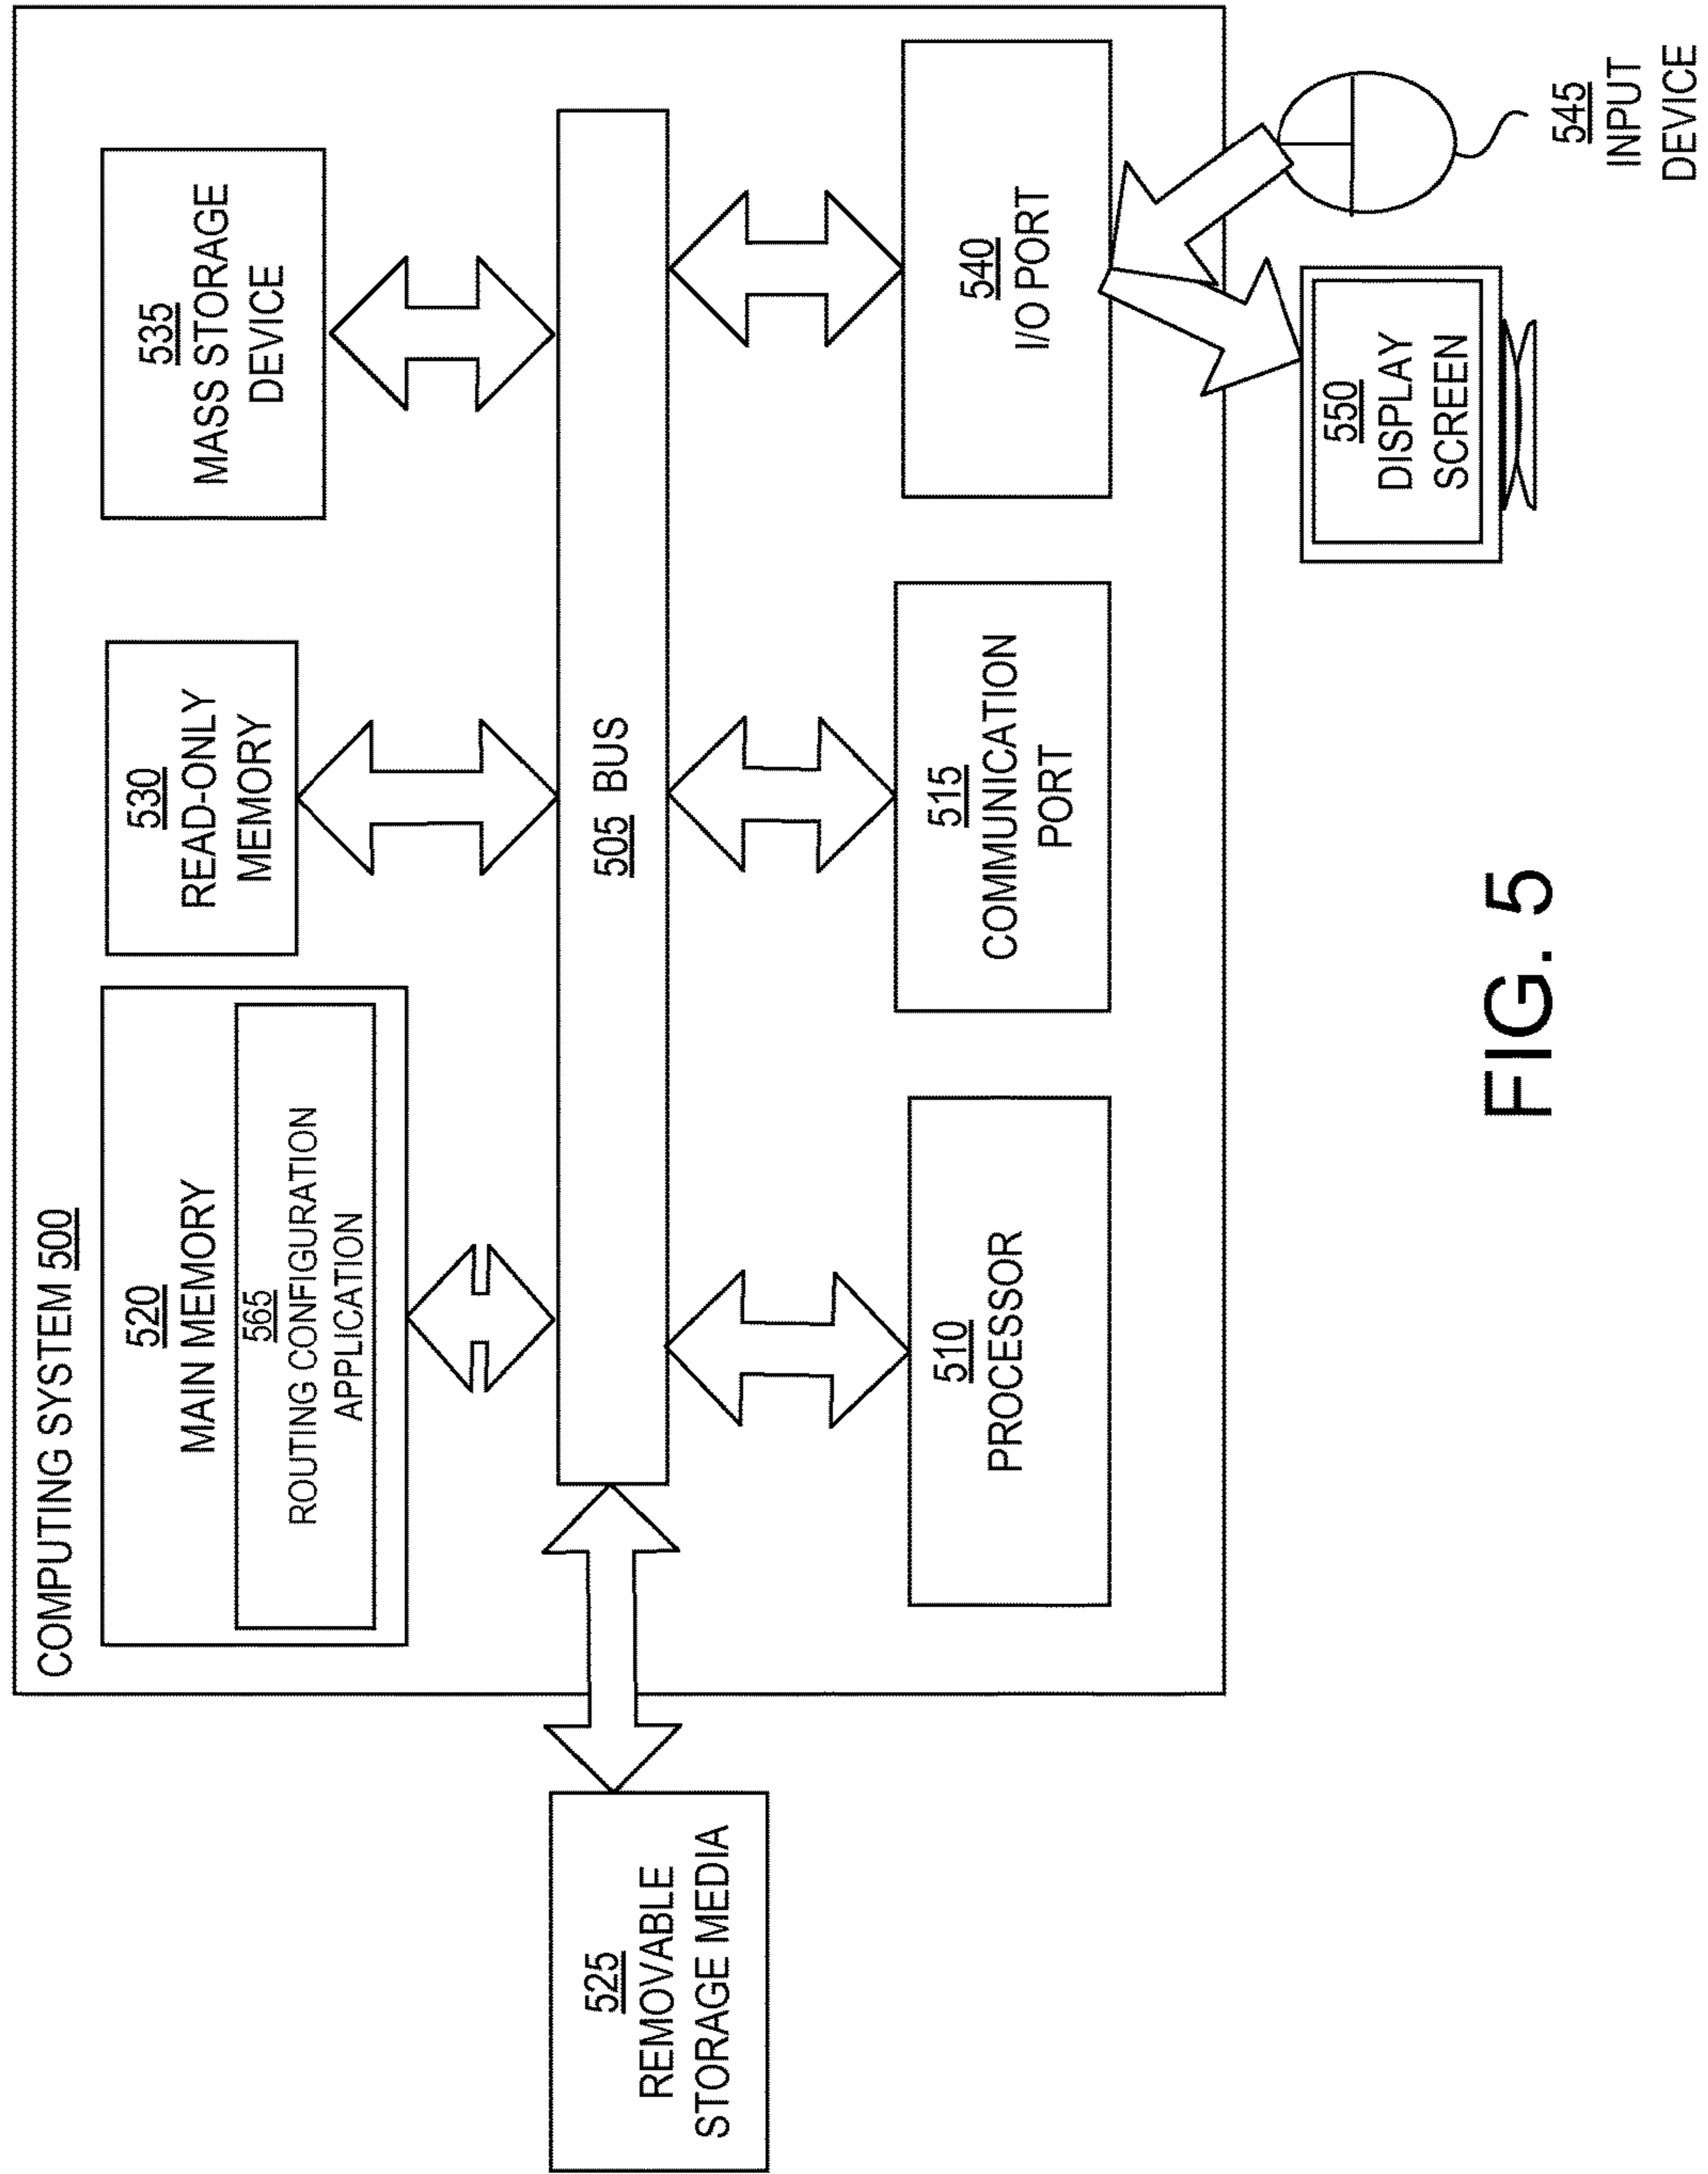 COMPUTING SYSTEM 500
520
MAIN MEMORY
565
ROUTING CONFIGURATION
APPLICATION
530
READ-ONLY
MEMORY
535
MASS STORAGE
DEVICE
525
REMOVABLE
STORAGE MEDIA
505 BUS
510
PROCESSOR
515
COMMUNICATION
PORT
540
I/O PORT
550
DISPLAY
SCREEN
545
INPUT
DEVICE
FIG. 5